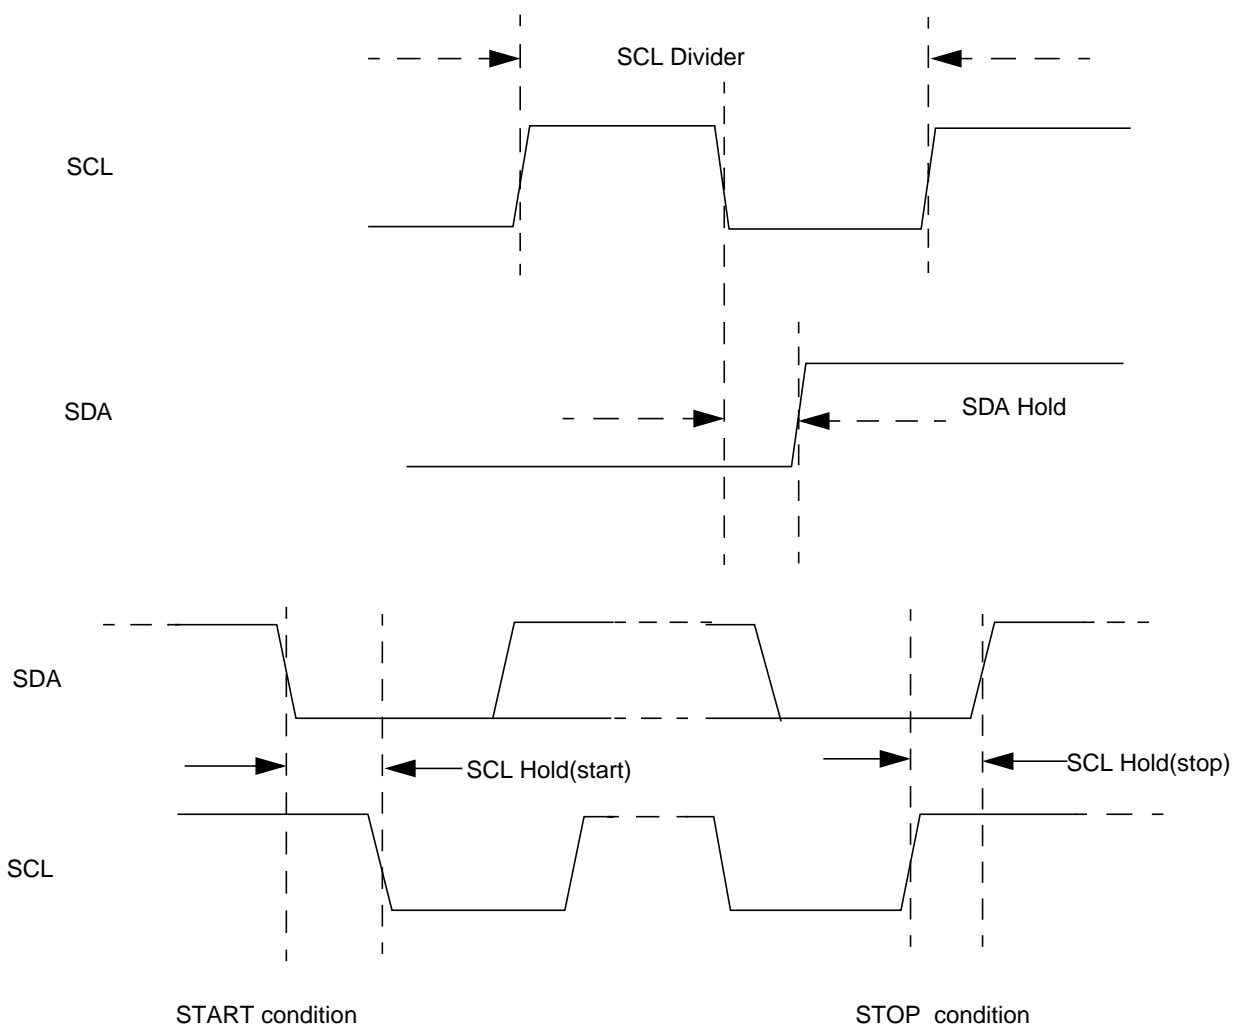 SCL Divider
SCL
SDA
SDA Hold
SDA
SCL Hold(start)
SCL Hold(stop)
SCL
START condition
STOP condition